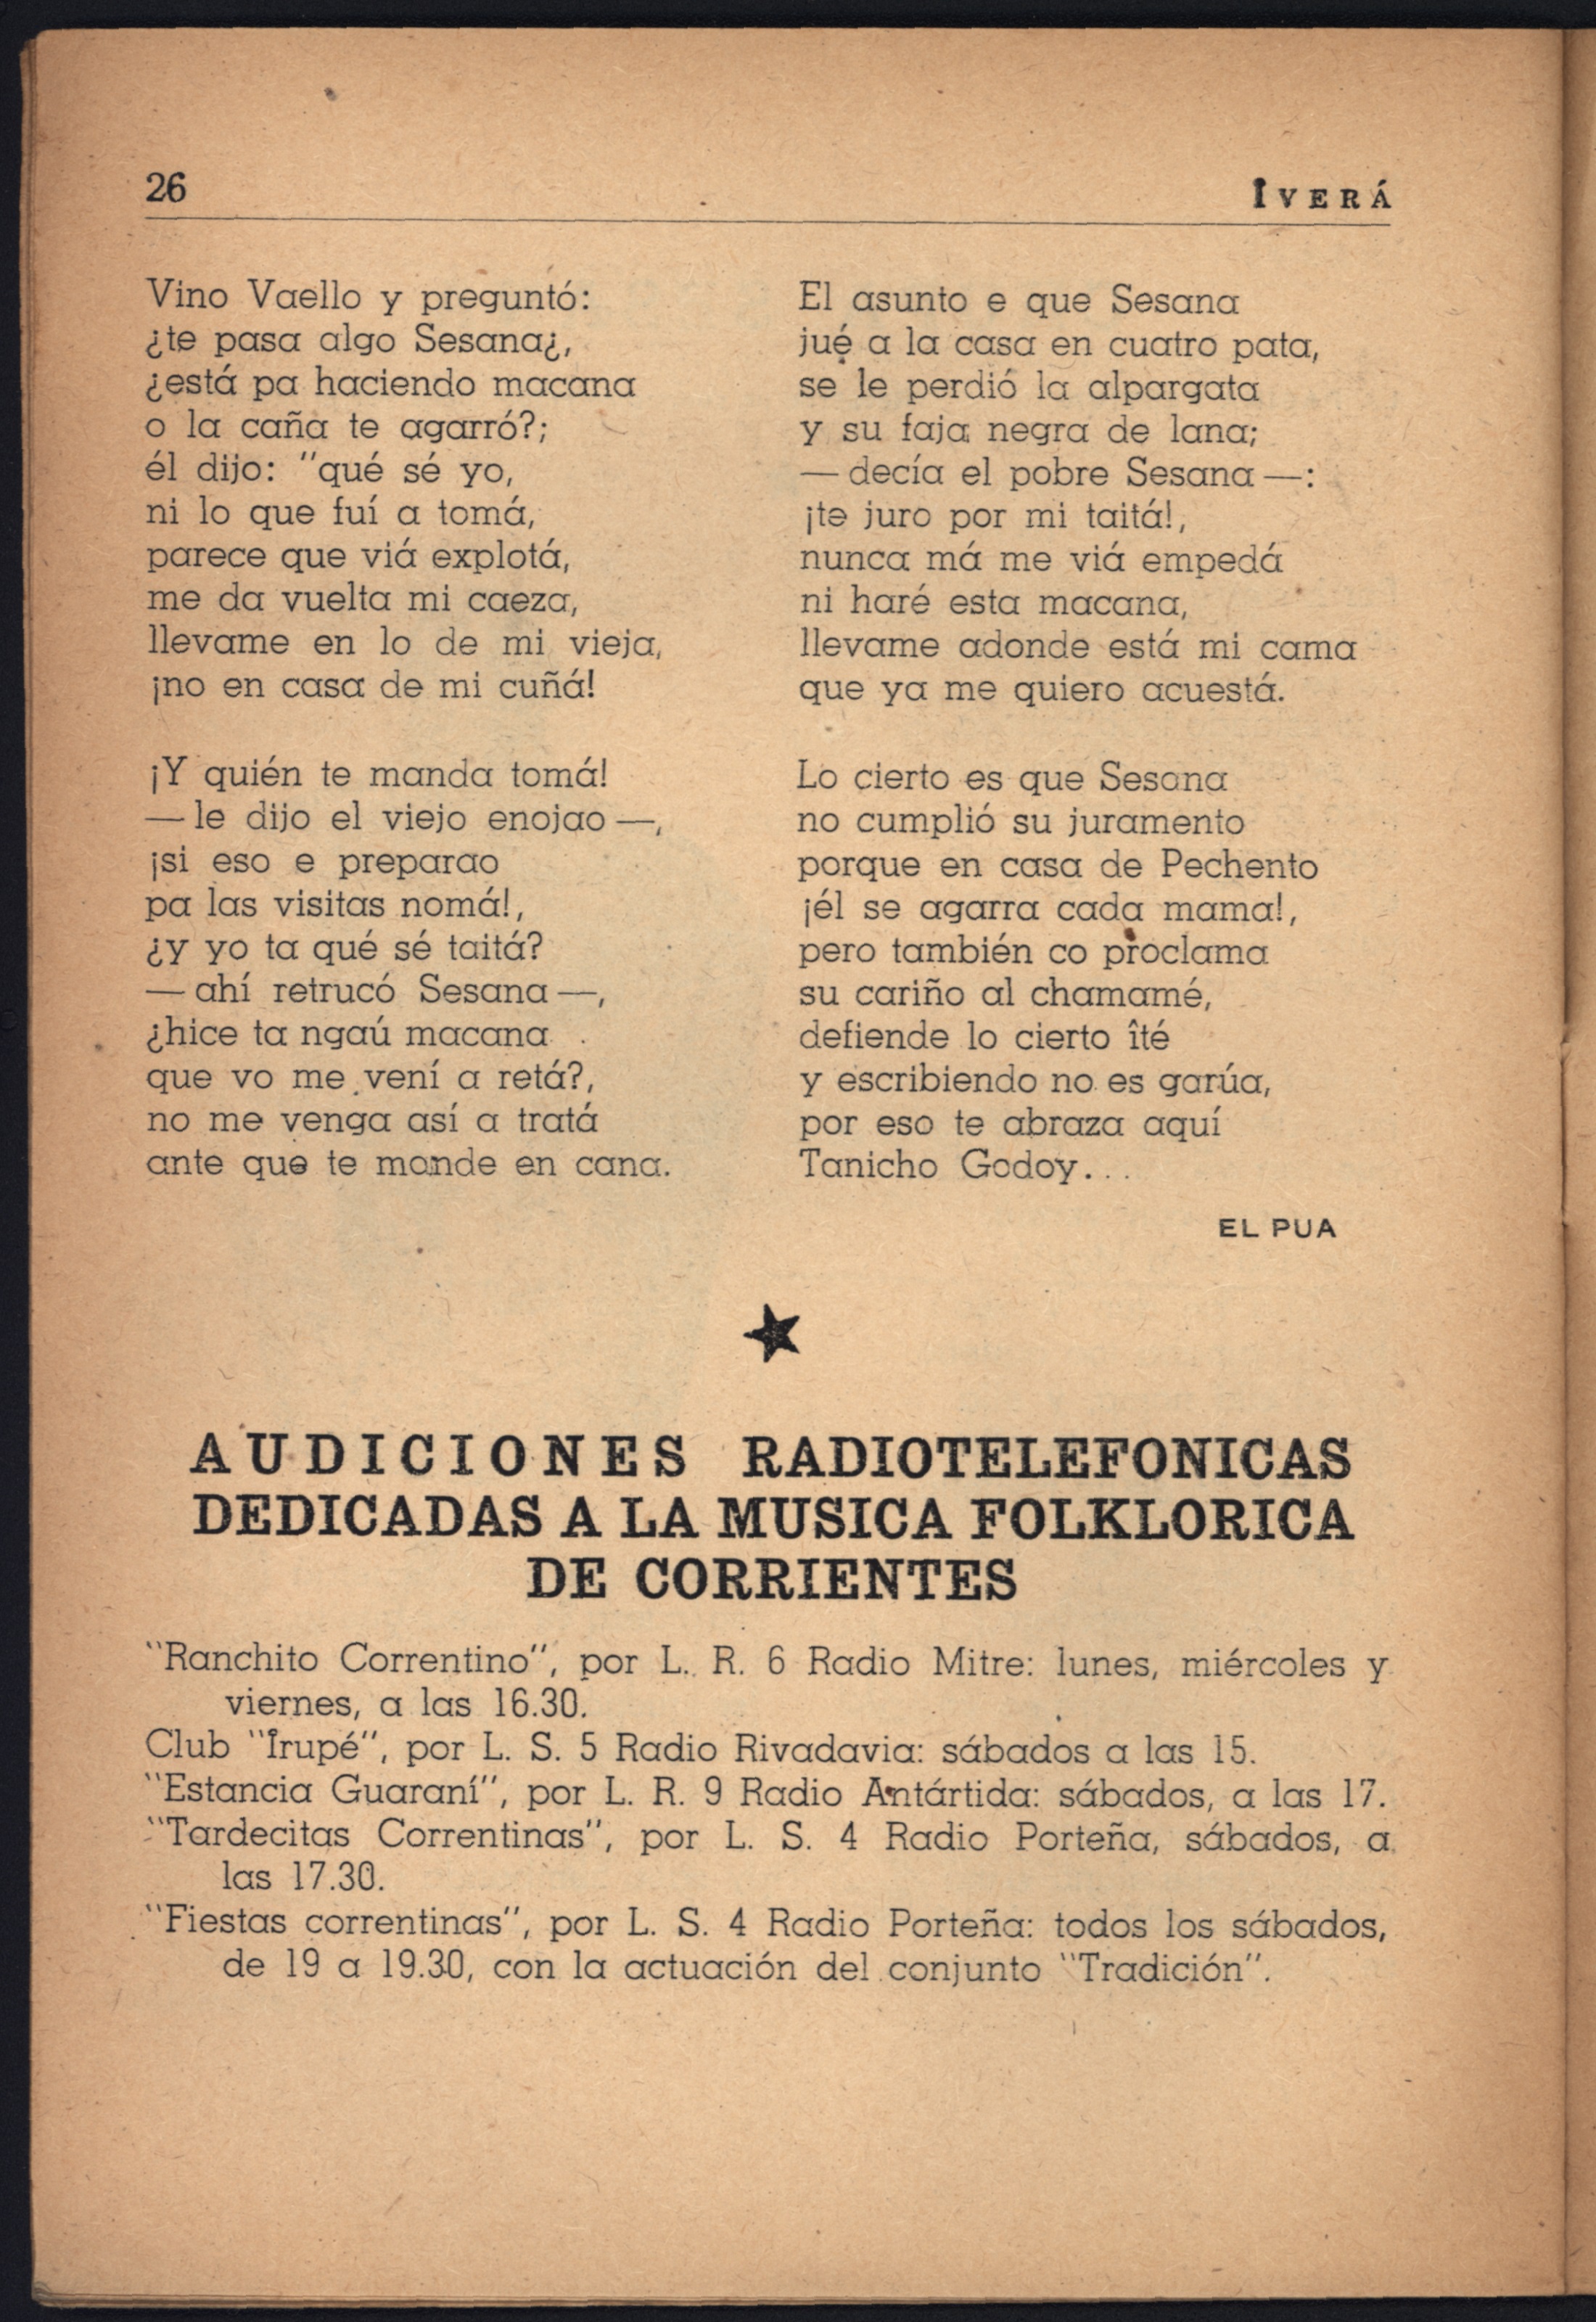 26
ÎVERÁ
Vino Vaello y preguntó:
¿te pasa algo Sesana¿,
¿está pa haciendo macana
o la caña te agarró?;
él dijo: "qué sé yo,
ni lo que fuí a tomá,
parece que viá explotá,
me da vuelta mi caeza,
llevame en lo de mi vieja,
¡no en casa de mi cuñá!
¡Y quién te manda tomá!
— le dijo el viejo enojao —,
¡si eso e preparao
pa las visitas nomá!,
¿y yo ta qué sé taitá?
— ahí retrucó Sesana —,
¿hice ta ngaú macana
que vo me vení a retá?,
no me venga así a tratá
ante que te mande en cana.
El asunto e que Sesana
jué a la casa en cuatro pata,
se le perdió la alpargata
y su faja negra de lana;
— decía el pobre Sesana —:
¡te juro por mi taitá!,
nunca má me viá empedá
ni haré esta macana,
llevame adonde está mi cama
que ya me quiero acuestá.
Lo cierto es que Sesana
no cumplió su juramento
porque en casa de Pechento
¡él se agarra cada mama!,
pero también co proclama
su cariño al chamamé,
defiende lo cierto îté
y escribiendo no es garúa,
por eso te abraza aquí
Tanicho Godoy...
EL PUA
AUDICIONES RADIOTELEFONICAS
DEDICADAS A LA MUSICA FOLKLORICA
DE CORRIENTES
"Ranchito Correntino", por L. R. 6 Radio Mitre: lunes, miércoles y
viernes, a las 16.30.
Club "Îrupé", por L. S. 5 Radio Rivadavia: sábados a las 15.
"Estancia Guaraní", por L. R. 9 Radio Antártida: sábados, a las 17.
"Tardecitas Correntinas", por L. S. 4 Radio Porteña, sábados, a
las 17.30.
"Fiestas correntinas", por L. S. 4 Radio Porteña: todos los sábados,
de 19 a 19.30, con la actuación del conjunto "Tradición".